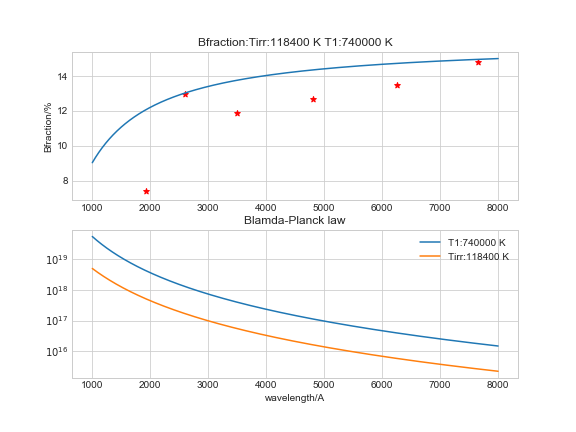 Bfraction:Tirr:118400 K T1:740000 K
Bfraction/%
14
12
10
8
1000 2000 3000 4000 5000 6000 7000 8000
Blamda-Planck law
T1:740000 K
Tirr:118400 K
10^19
10^18
10^17
10^16
1000 2000 3000 4000 5000 6000 7000 8000
wavelength/A